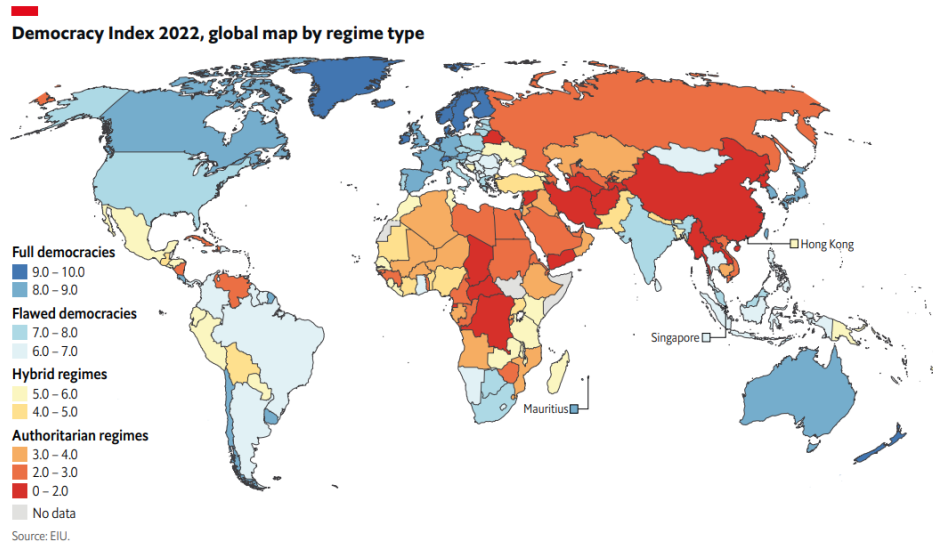 Democracy Index 2022, global map by regime type
Hong Kong
Singapore
Mauritius
Full democracies
9.0 – 10.0
8.0 – 9.0
Flawed democracies
7.0 – 8.0
6.0 – 7.0
Hybrid regimes
5.0 – 6.0
4.0 – 5.0
Authoritarian regimes
3.0 – 4.0
2.0 – 3.0
0 – 2.0
No data
Source: EIU.